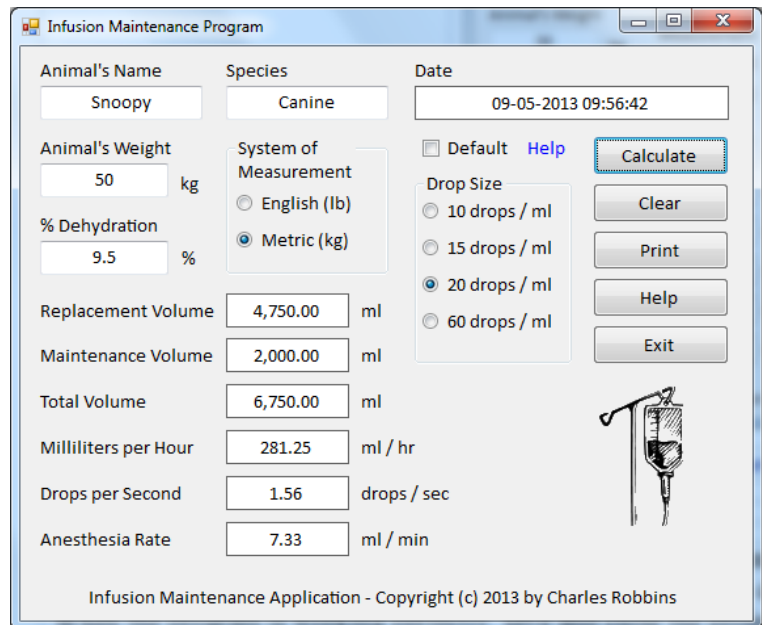 Infusion Maintenance Program
Animal's Name Species Date
Snoopy Canine 09-05-2013 09:56:42
Animal's Weight
50 kg
% Dehydration
9.5 %
System of
Measurement
English (lb)
Metric (kg)
Default Help
Drop Size
10 drops / ml
15 drops / ml
20 drops / ml
60 drops / ml
Calculate
Clear
Print
Help
Exit
Replacement Volume 4,750.00 ml
Maintenance Volume 2,000.00 ml
Total Volume 6,750.00 ml
Milliliters per Hour 281.25 ml / hr
Drops per Second 1.56 drops / sec
Anesthesia Rate 7.33 ml / min
Infusion Maintenance Application - Copyright (c) 2013 by Charles Robbins